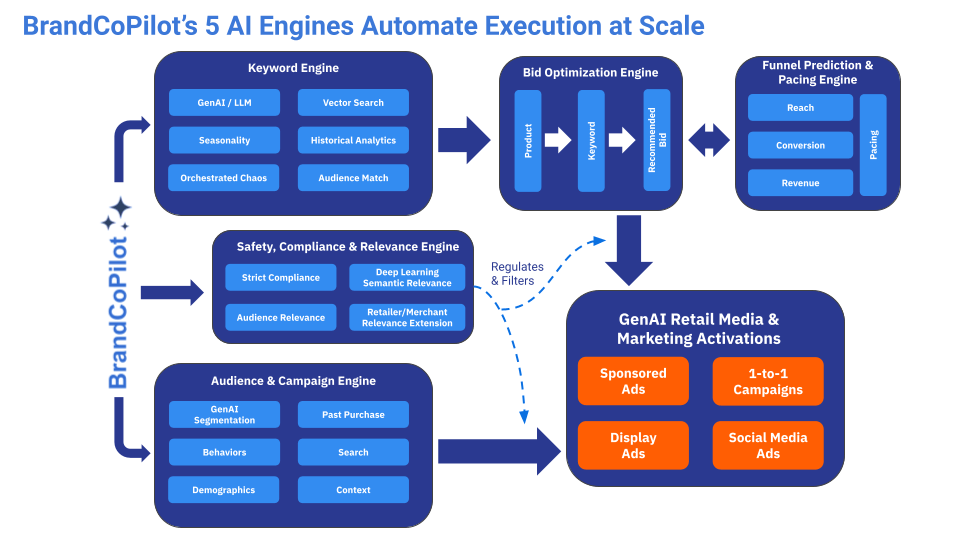 BrandCoPilot's 5 AI Engines Automate Execution at Scale
Keyword Engine
GenAI / LLM
Vector Search
Seasonality
Historical Analytics
Orchestrated Chaos
Audience Match
Bid Optimization Engine
Product
Keyword
Recommended
Bid
Funnel Prediction &
Pacing Engine
Reach
Conversion
Revenue
Pacing
BrandCoPilot
Safety, Compliance & Relevance Engine
Strict Compliance
Deep Learning
Semantic Relevance
Audience Relevance
Retailer/Merchant
Relevance Extension
Regulates
& Filters
GenAI Retail Media &
Marketing Activations
Sponsored
Ads
1-to-1
Campaigns
Display
Ads
Social Media
Ads
Audience & Campaign Engine
GenAI
Segmentation
Past Purchase
Behaviors
Search
Demographics
Context